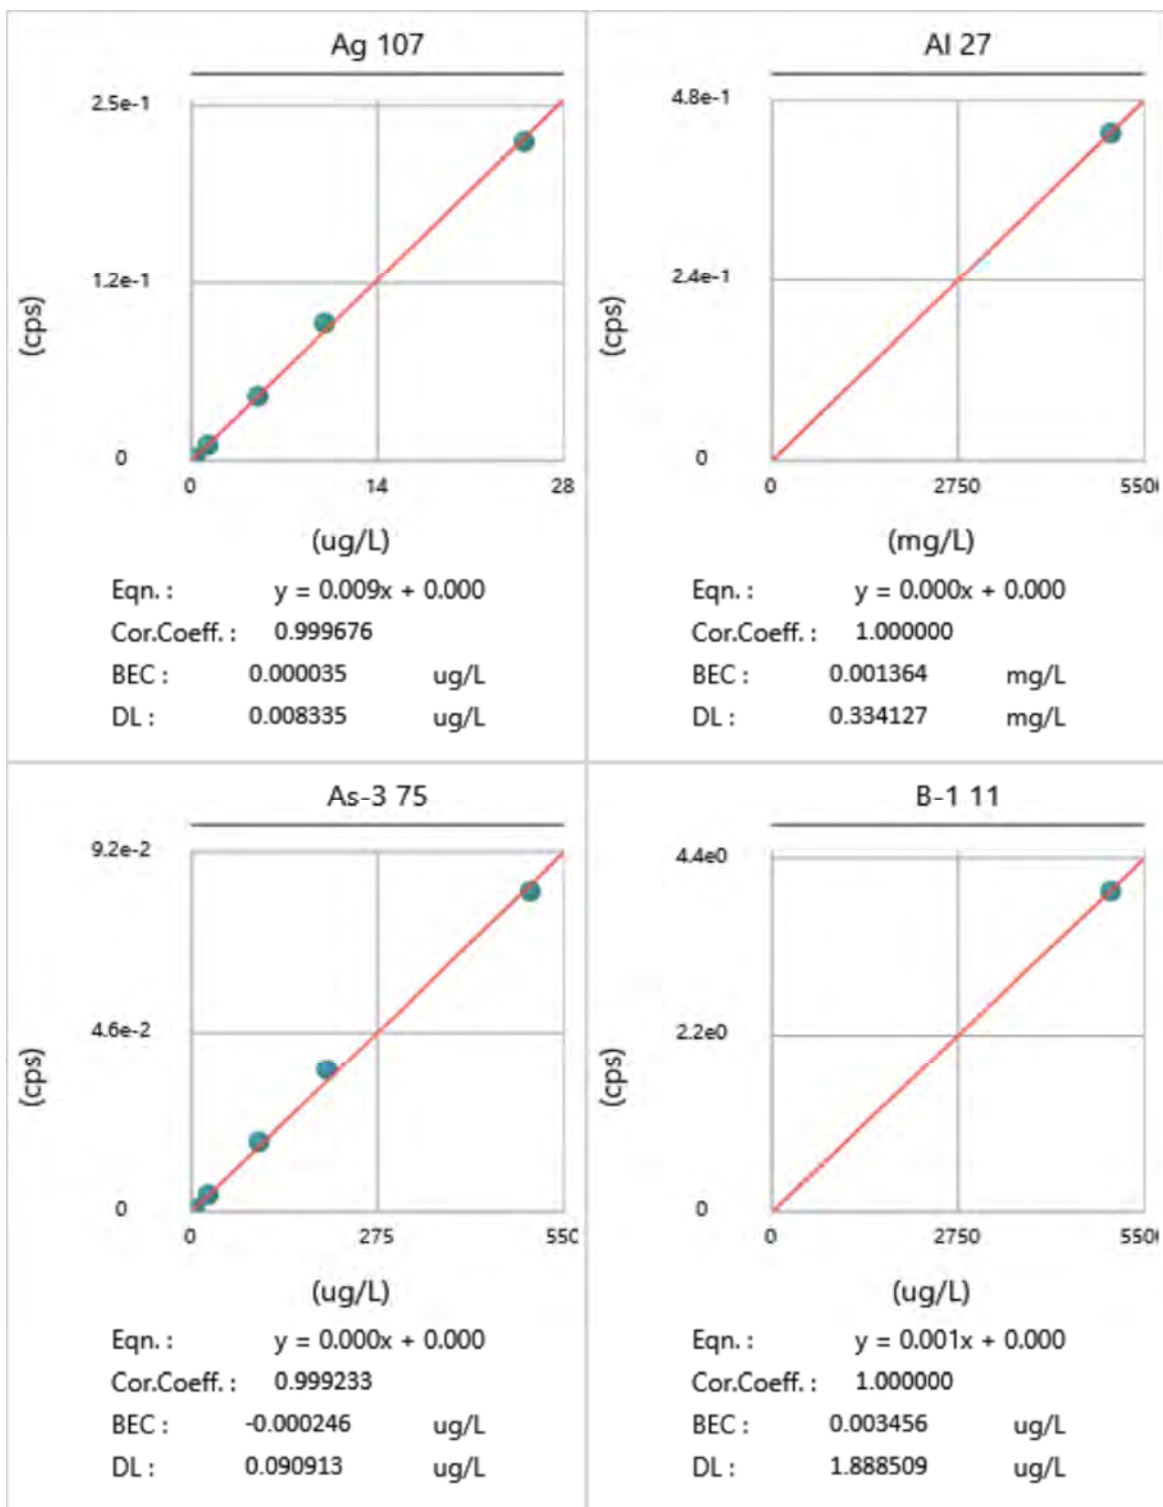 Ag 107
2.5e-1
1.2e-1
0
(cps)
0 14 28
(ug/L)
Eqn. : y = 0.009x + 0.000
Cor.Coeff. : 0.999676
BEC : 0.000035 ug/L
DL : 0.008335 ug/L
Al 27
4.8e-1
2.4e-1
0
(cps)
0 2750 550
(mg/L)
Eqn. : y = 0.000x + 0.000
Cor.Coeff. : 1.000000
BEC : 0.001364 mg/L
DL : 0.334127 mg/L
As-3 75
9.2e-2
4.6e-2
0
(cps)
0 275 550
(ug/L)
Eqn. : y = 0.000x + 0.000
Cor.Coeff. : 0.999233
BEC : -0.000246 ug/L
DL : 0.090913 ug/L
B-1 11
4.4e0
2.2e0
0
(cps)
0 2750 550
(ug/L)
Eqn. : y = 0.001x + 0.000
Cor.Coeff. : 1.000000
BEC : 0.003456 ug/L
DL : 1.888509 ug/L